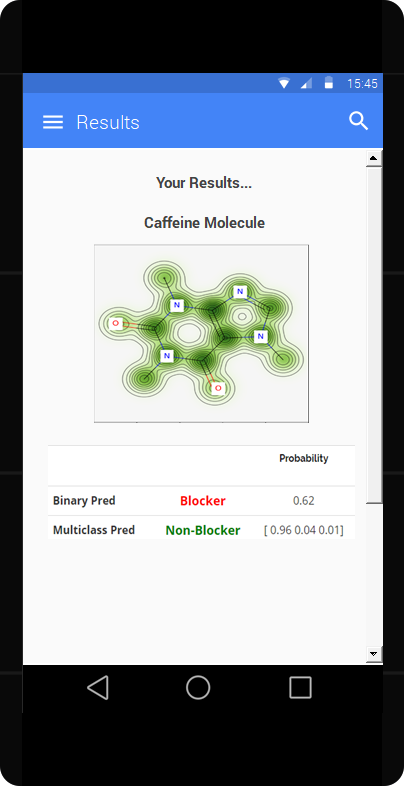 15:45
Results
Your Results...
Caffeine Molecule
N
N
O
N
N
O
Probability
Binary Pred Blocker 0.62
Multiclass Pred Non-Blocker [ 0.96 0.04 0.01]